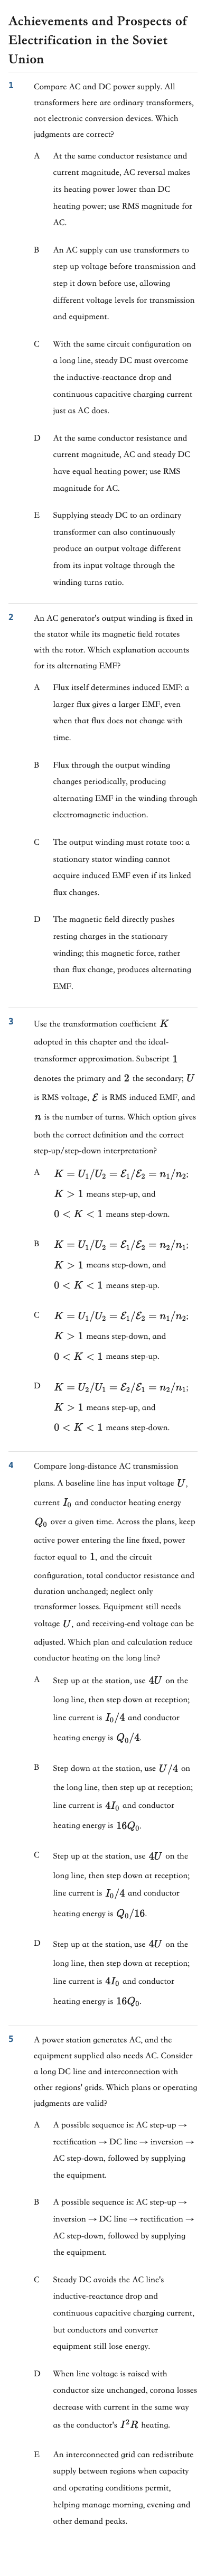 Achievements and Prospects of
Electrification in the Soviet
Union
1 Compare AC and DC power supply. All
transformers here are ordinary transformers,
not electronic conversion devices. Which
judgments are correct?
A At the same conductor resistance and
current magnitude, AC reversal makes
its heating power lower than DC
heating power; use RMS magnitude for
AC.
B An AC supply can use transformers to
step up voltage before transmission and
step it down before use, allowing
different voltage levels for transmission
and equipment.
C With the same circuit configuration on
a long line, steady DC must overcome
the inductive-reactance drop and
continuous capacitive charging current
just as AC does.
D At the same conductor resistance and
current magnitude, AC and steady DC
have equal heating power; use RMS
magnitude for AC.
E Supplying steady DC to an ordinary
transformer can also continuously
produce an output voltage different
from its input voltage through the
winding turns ratio.
2 An AC generator's output winding is fixed in
the stator while its magnetic field rotates
with the rotor. Which explanation accounts
for its alternating EMF?
A Flux itself determines induced EMF: a
larger flux gives a larger EMF, even
when that flux does not change with
time.
B Flux through the output winding
changes periodically, producing
alternating EMF in the winding through
electromagnetic induction.
C The output winding must rotate too: a
stationary stator winding cannot
acquire induced EMF even if its linked
flux changes.
D The magnetic field directly pushes
resting charges in the stationary
winding; this magnetic force, rather
than flux change, produces alternating
EMF.
3 Use the transformation coefficient K
adopted in this chapter and the ideal-
transformer approximation. Subscript 1
denotes the primary and 2 the secondary; U
is RMS voltage, ℰ is RMS induced EMF, and
n is the number of turns. Which option gives
both the correct definition and the correct
step-up/step-down interpretation?
A K = U₁/U₂ = ℰ₁/ℰ₂ = n₁/n₂;
K > 1 means step-up, and
0 < K < 1 means step-down.
B K = U₁/U₂ = ℰ₁/ℰ₂ = n₂/n₁;
K > 1 means step-down, and
0 < K < 1 means step-up.
C K = U₁/U₂ = ℰ₁/ℰ₂ = n₁/n₂;
K > 1 means step-down, and
0 < K < 1 means step-up.
D K = U₂/U₁ = ℰ₂/ℰ₁ = n₂/n₁;
K > 1 means step-up, and
0 < K < 1 means step-down.
4 Compare long-distance AC transmission
plans. A baseline line has input voltage U,
current I₀ and conductor heating energy
Q₀ over a given time. Across the plans, keep
active power entering the line fixed, power
factor equal to 1, and the circuit
configuration, total conductor resistance and
duration unchanged; neglect only
transformer losses. Equipment still needs
voltage U, and receiving-end voltage can be
adjusted. Which plan and calculation reduce
conductor heating on the long line?
A Step up at the station, use 4U on the
long line, then step down at reception;
line current is I₀/4 and conductor
heating energy is Q₀/4.
B Step down at the station, use U/4 on
the long line, then step up at reception;
line current is 4I₀ and conductor
heating energy is 16Q₀.
C Step up at the station, use 4U on the
long line, then step down at reception;
line current is I₀/4 and conductor
heating energy is Q₀/16.
D Step up at the station, use 4U on the
long line, then step down at reception;
line current is 4I₀ and conductor
heating energy is 16Q₀.
5 A power station generates AC, and the
equipment supplied also needs AC. Consider
a long DC line and interconnection with
other regions' grids. Which plans or operating
judgments are valid?
A A possible sequence is: AC step-up →
rectification → DC line → inversion →
AC step-down, followed by supplying
the equipment.
B A possible sequence is: AC step-up →
inversion → DC line → rectification →
AC step-down, followed by supplying
the equipment.
C Steady DC avoids the AC line's
inductive-reactance drop and
continuous capacitive charging current,
but conductors and converter
equipment still lose energy.
D When line voltage is raised with
conductor size unchanged, corona losses
decrease with current in the same way
as the conductor's I²R heating.
E An interconnected grid can redistribute
supply between regions when capacity
and operating conditions permit,
helping manage morning, evening and
other demand peaks.